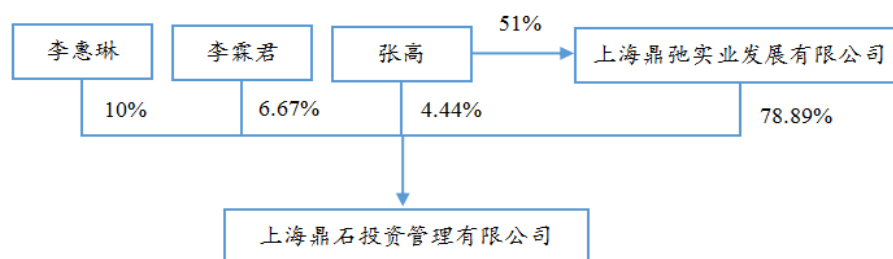 51%
李惠琳
李霖君
张高
上海鼎弛实业发展有限公司
10%
6.67%
4.44%
78.89%
上海鼎石投资管理有限公司